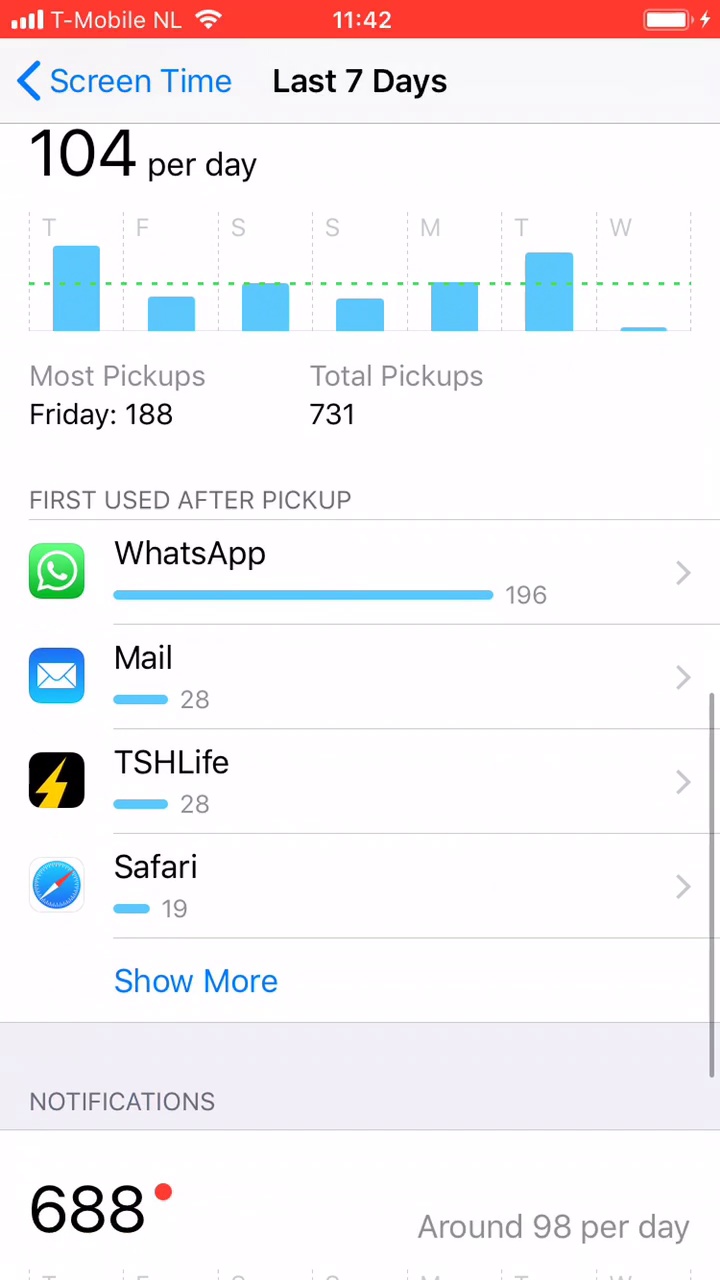 T-Mobile NL 11:42
Screen Time Last 7 Days
104 per day
T F S S M T W
Most Pickups Total Pickups
Friday: 188 731
FIRST USED AFTER PICKUP
WhatsApp
196
Mail
28
TSHLife
28
Safari
19
Show More
NOTIFICATIONS
688 Around 98 per day